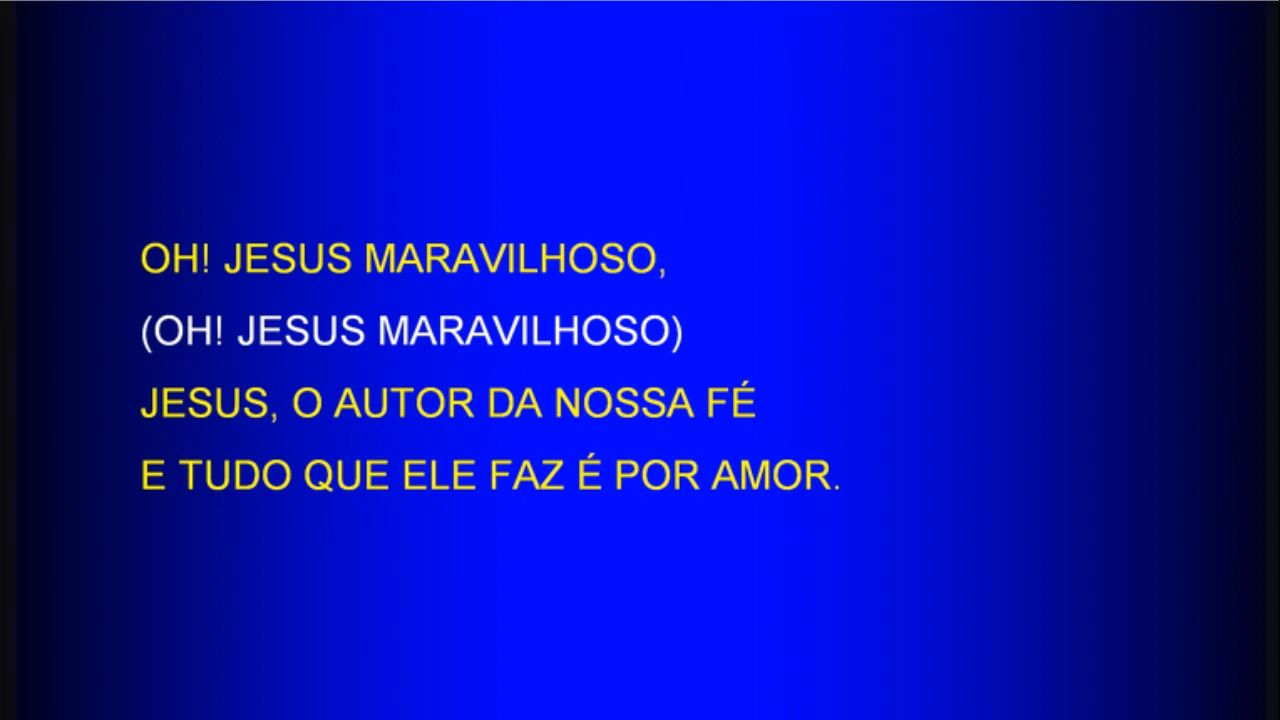 OH! JESUS MARAVILHOSO,
(OH! JESUS MARAVILHOSO)
JESUS, O AUTOR DA NOSSA FÉ
E TUDO QUE ELE FAZ É POR AMOR.